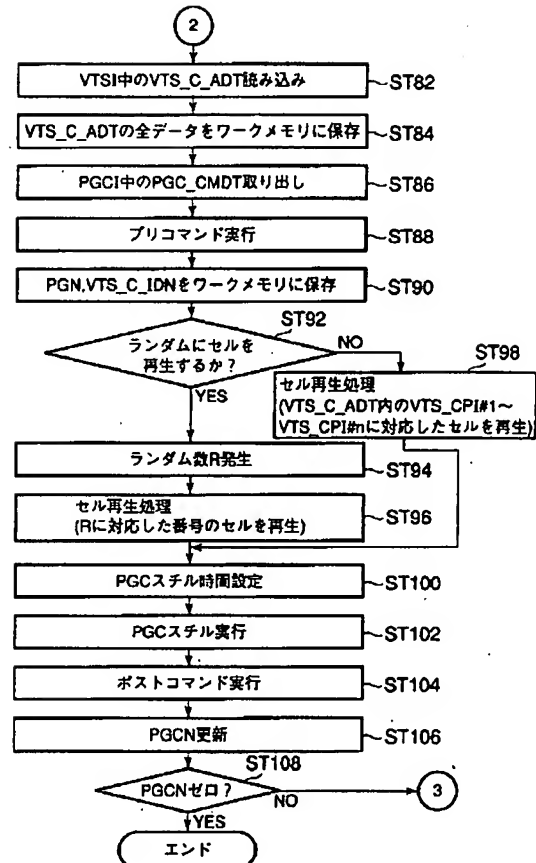 2
VTSI中のVTS_C_ADT読み込み
ST82
VTS_C_ADTの全データをワークメモリに保存
ST84
PGCI中のPGC_CMDT取り出し
ST86
プリコマンド実行
ST88
PGN,VTS_C_IDNをワークメモリに保存
ST90
ST92
ランダムにセルを
再生するか?
NO
YES
ST98
セル再生処理
(VTS_C_ADT内のVTS_CPI#1~
VTS_CPI#nに対応したセルを再生)
ランダム数R発生
ST94
セル再生処理
(Rに対応した番号のセルを再生)
ST96
PGCスチル時間設定
ST100
PGCスチル実行
ST102
ポストコマンド実行
ST104
PGCN更新
ST106
ST108
PGCNゼロ?
NO
3
YES
エンド